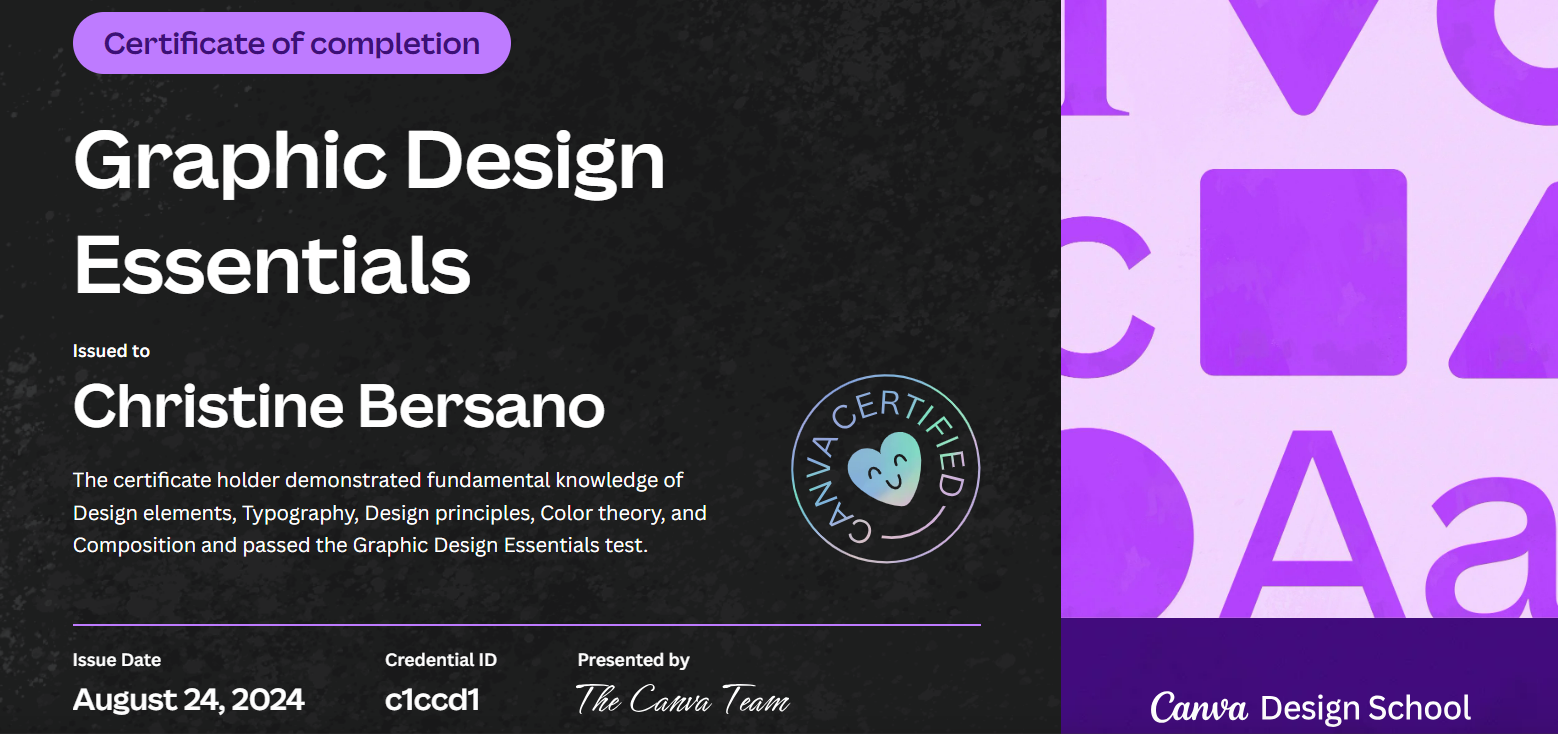 Certificate of completion
Graphic Design
Essentials
Issued to
Christine Bersano
The certificate holder demonstrated fundamental knowledge of
Design elements, Typography, Design principles, Color theory, and
Composition and passed the Graphic Design Essentials test.
CANVA CERTIFIED
Issue Date
August 24, 2024
Credential ID
c1ccd1
Presented by
The Canva Team
c
Aa
Canva Design School